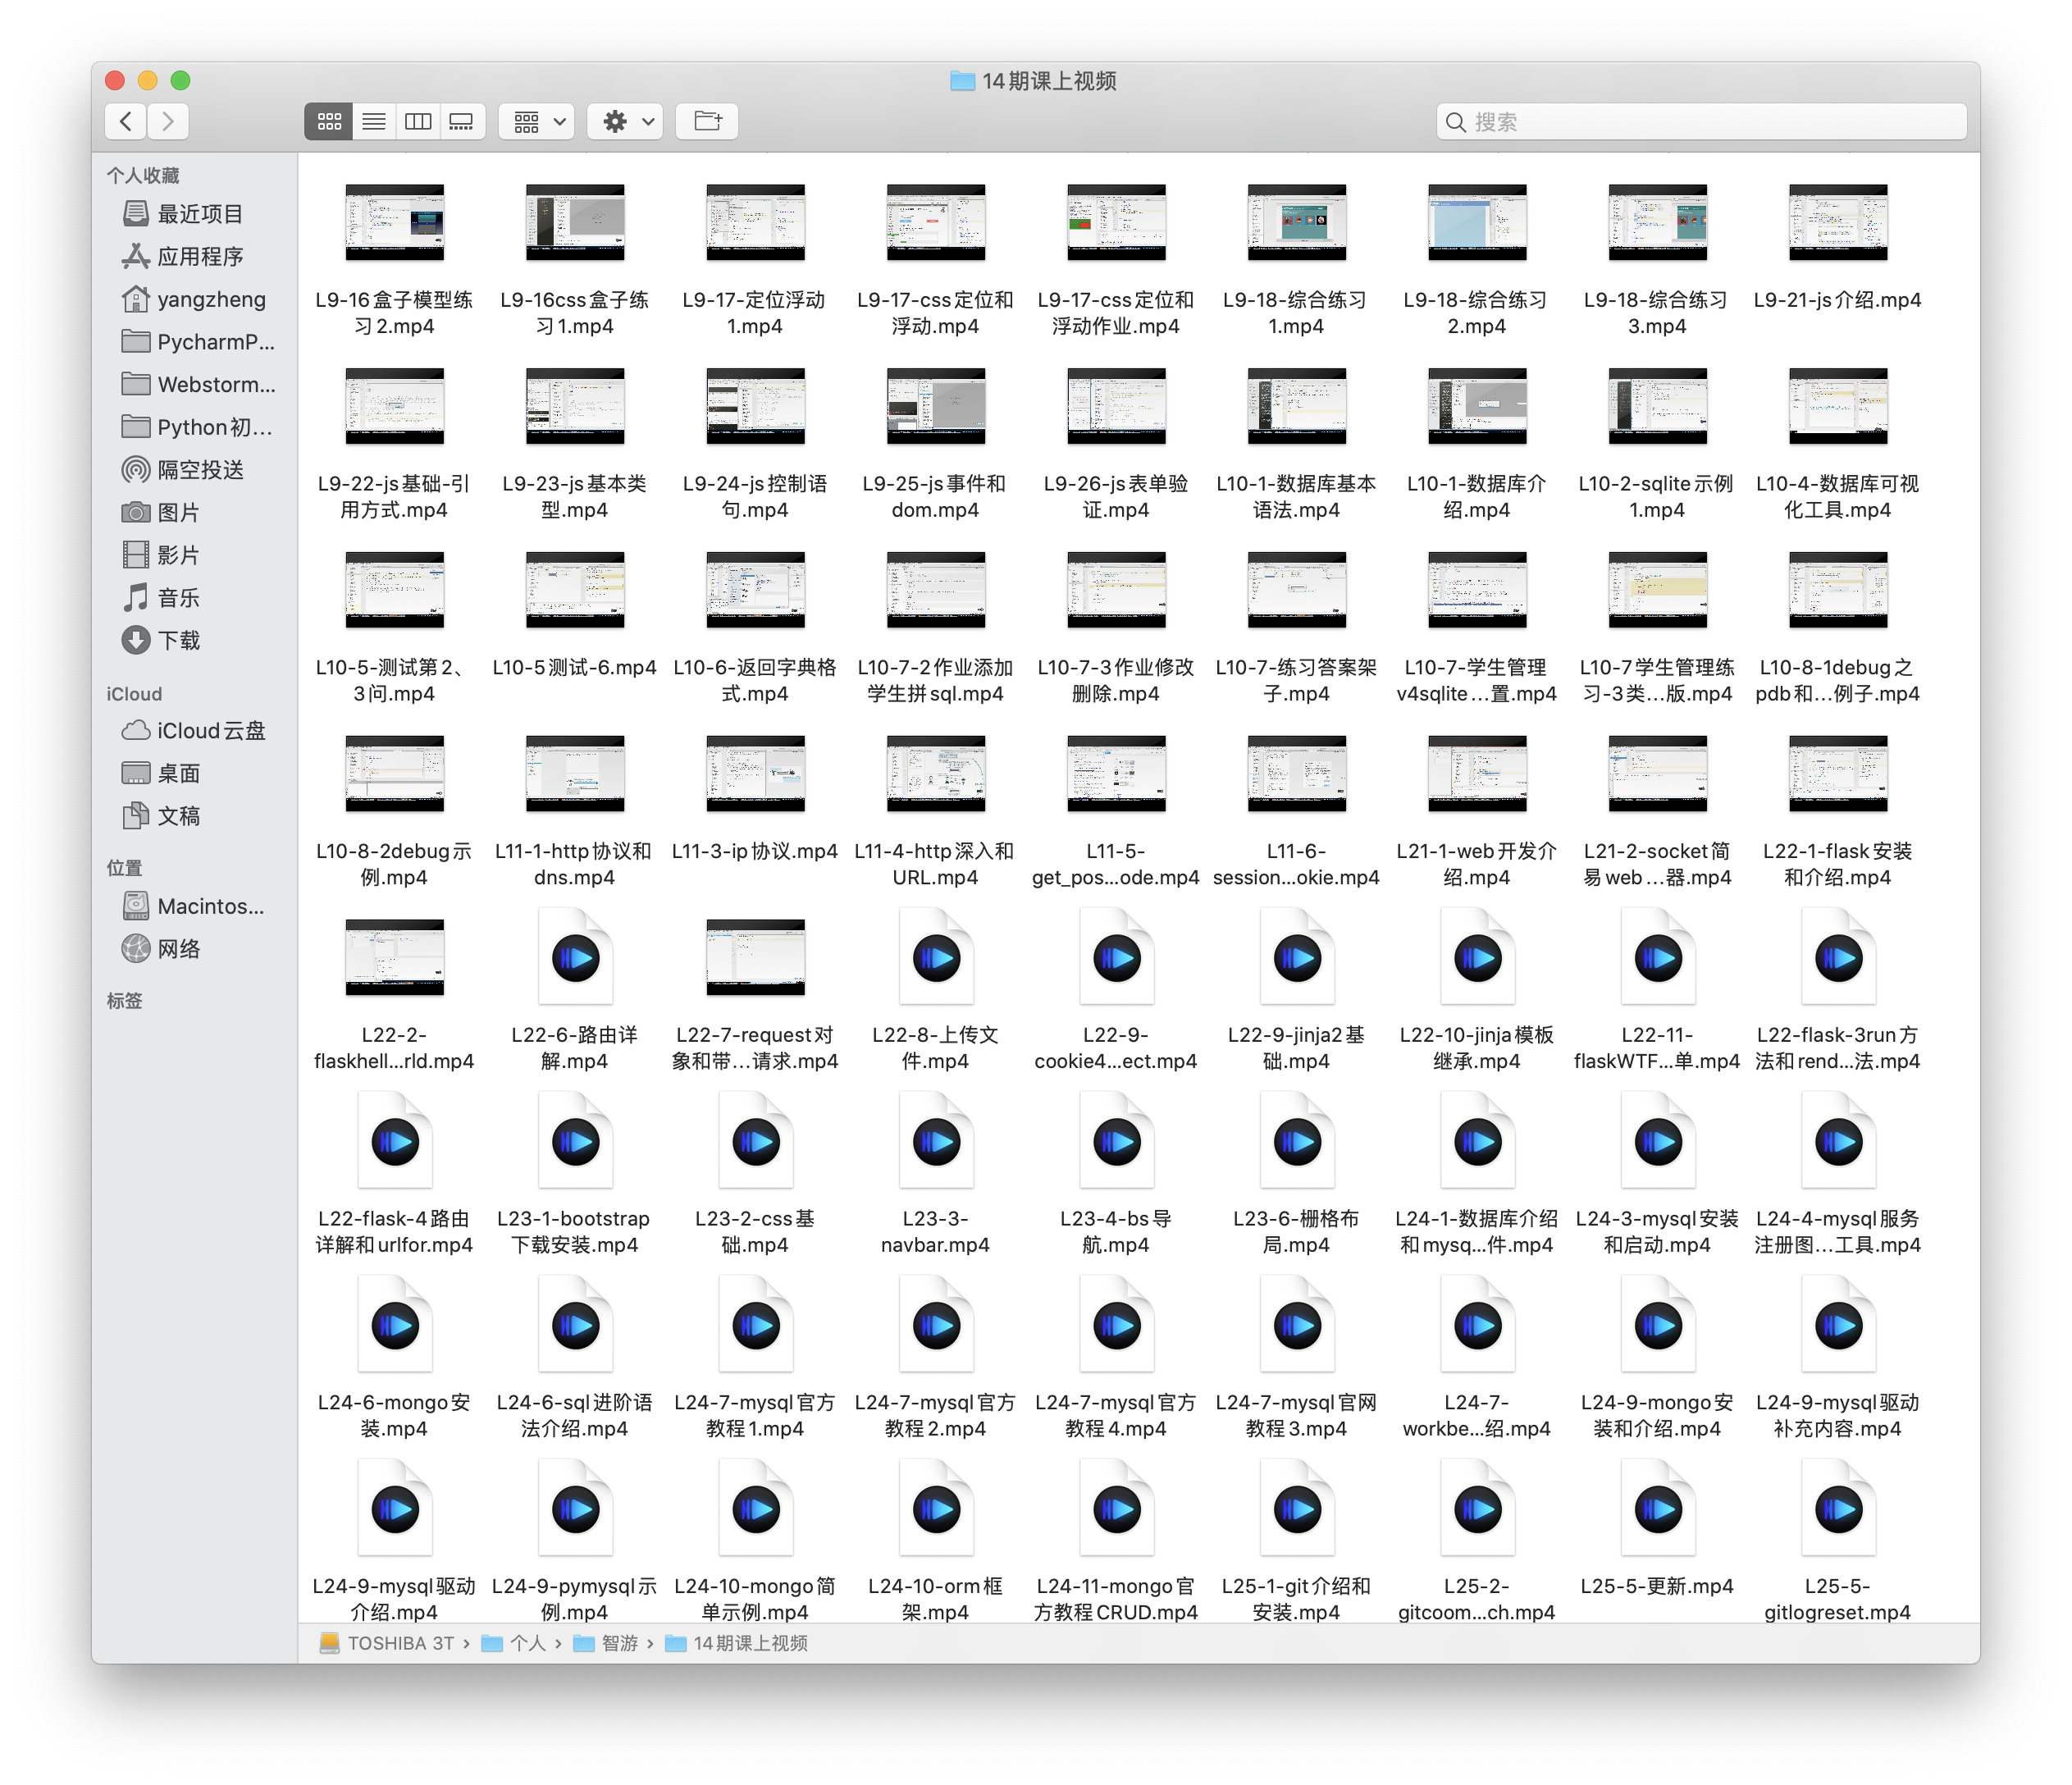 14期课上视频
搜索
个人收藏
最近项目
应用程序
yangzheng
PycharmP...
Webstorm...
Python初...
隔空投送
图片
影片
音乐
下载
iCloud
iCloud云盘
桌面
文稿
位置
Macintos...
网络
标签
L9-16盒子模型练
习2.mp4
L9-16css盒子练
习1.mp4
L9-17-定位浮动
1.mp4
L9-17-css定位和
浮动.mp4
L9-17-css定位和
浮动作业.mp4
L9-18-综合练习
1.mp4
L9-18-综合练习
2.mp4
L9-18-综合练习
3.mp4
L9-21-js介绍.mp4
L9-22-js基础-引
用方式.mp4
L9-23-js基本类
型.mp4
L9-24-js控制语
句.mp4
L9-25-js事件和
dom.mp4
L9-26-js表单验
证.mp4
L10-1-数据库基本
语法.mp4
L10-1-数据库介
绍.mp4
L10-2-sqlite示例
1.mp4
L10-4-数据库可视
化工具.mp4
L10-5-测试第2、
3问.mp4
L10-5测试-6.mp4
L10-6-返回字典格
式.mp4
L10-7-2作业添加
学生拼sql.mp4
L10-7-3作业修改
删除.mp4
L10-7-练习答案架
子.mp4
L10-7-学生管理
v4sqlite...置.mp4
L10-7学生管理练
习-3类...版.mp4
L10-8-1debug之
pdb和...例子.mp4
L10-8-2debug示
例.mp4
L11-1-http协议和
dns.mp4
L11-3-ip协议.mp4
L11-4-http深入和
URL.mp4
L11-5-
get_pos...ode.mp4
L11-6-
session...okie.mp4
L21-1-web开发介
绍.mp4
L21-2-socket简
易web...器.mp4
L22-1-flask安装
和介绍.mp4
L22-2-
flaskhell...rld.mp4
L22-6-路由详
解.mp4
L22-7-request对
象和带...请求.mp4
L22-8-上传文
件.mp4
L22-9-
cookie4...ect.mp4
L22-9-jinja2基
础.mp4
L22-10-jinja模板
继承.mp4
L22-11-
flaskWTF...单.mp4
L22-flask-3run方
法和rend...法.mp4
L22-flask-4路由
详解和urlfor.mp4
L23-1-bootstrap
下载安装.mp4
L23-2-css基
础.mp4
L23-3-
navbar.mp4
L23-4-bs导
航.mp4
L23-6-栅格布
局.mp4
L24-1-数据库介绍
和mysq...件.mp4
L24-3-mysql安装
和启动.mp4
L24-4-mysql服务
注册图...工具.mp4
L24-6-mongo安
装.mp4
L24-6-sql进阶语
法介绍.mp4
L24-7-mysql官方
教程1.mp4
L24-7-mysql官方
教程2.mp4
L24-7-mysql官方
教程4.mp4
L24-7-mysql官网
教程3.mp4
L24-7-
workbe...绍.mp4
L24-9-mongo安
装和介绍.mp4
L24-9-mysql驱动
补充内容.mp4
L24-9-mysql驱动
介绍.mp4
L24-9-pymysql示
例.mp4
L24-10-mongo简
单示例.mp4
L24-10-orm框
架.mp4
L24-11-mongo官
方教程CRUD.mp4
L25-1-git介绍和
安装.mp4
L25-2-
gitcoom...ch.mp4
L25-5-更新.mp4
L25-5-
gitlogreset.mp4
TOSHIBA 3T › 个人 › 智游 › 14期课上视频